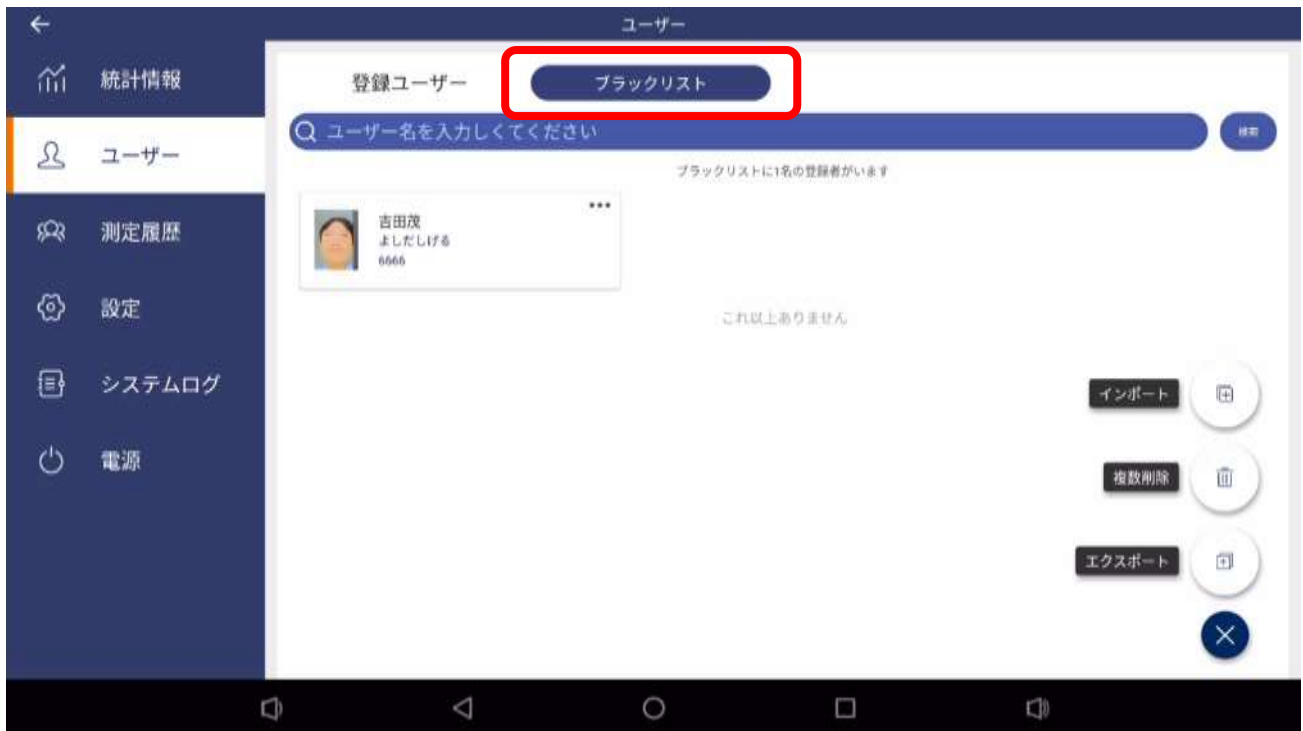 ユーザー
統計情報
ユーザー
測定履歴
設定
システムログ
電源
登録ユーザー
ブラックリスト
ユーザー名を入力しくてください
検索
ブラックリストに1名の登録者がいます
吉田茂
よしだしげる
6666
これ以上ありません
インポート
複数削除
エクスポート